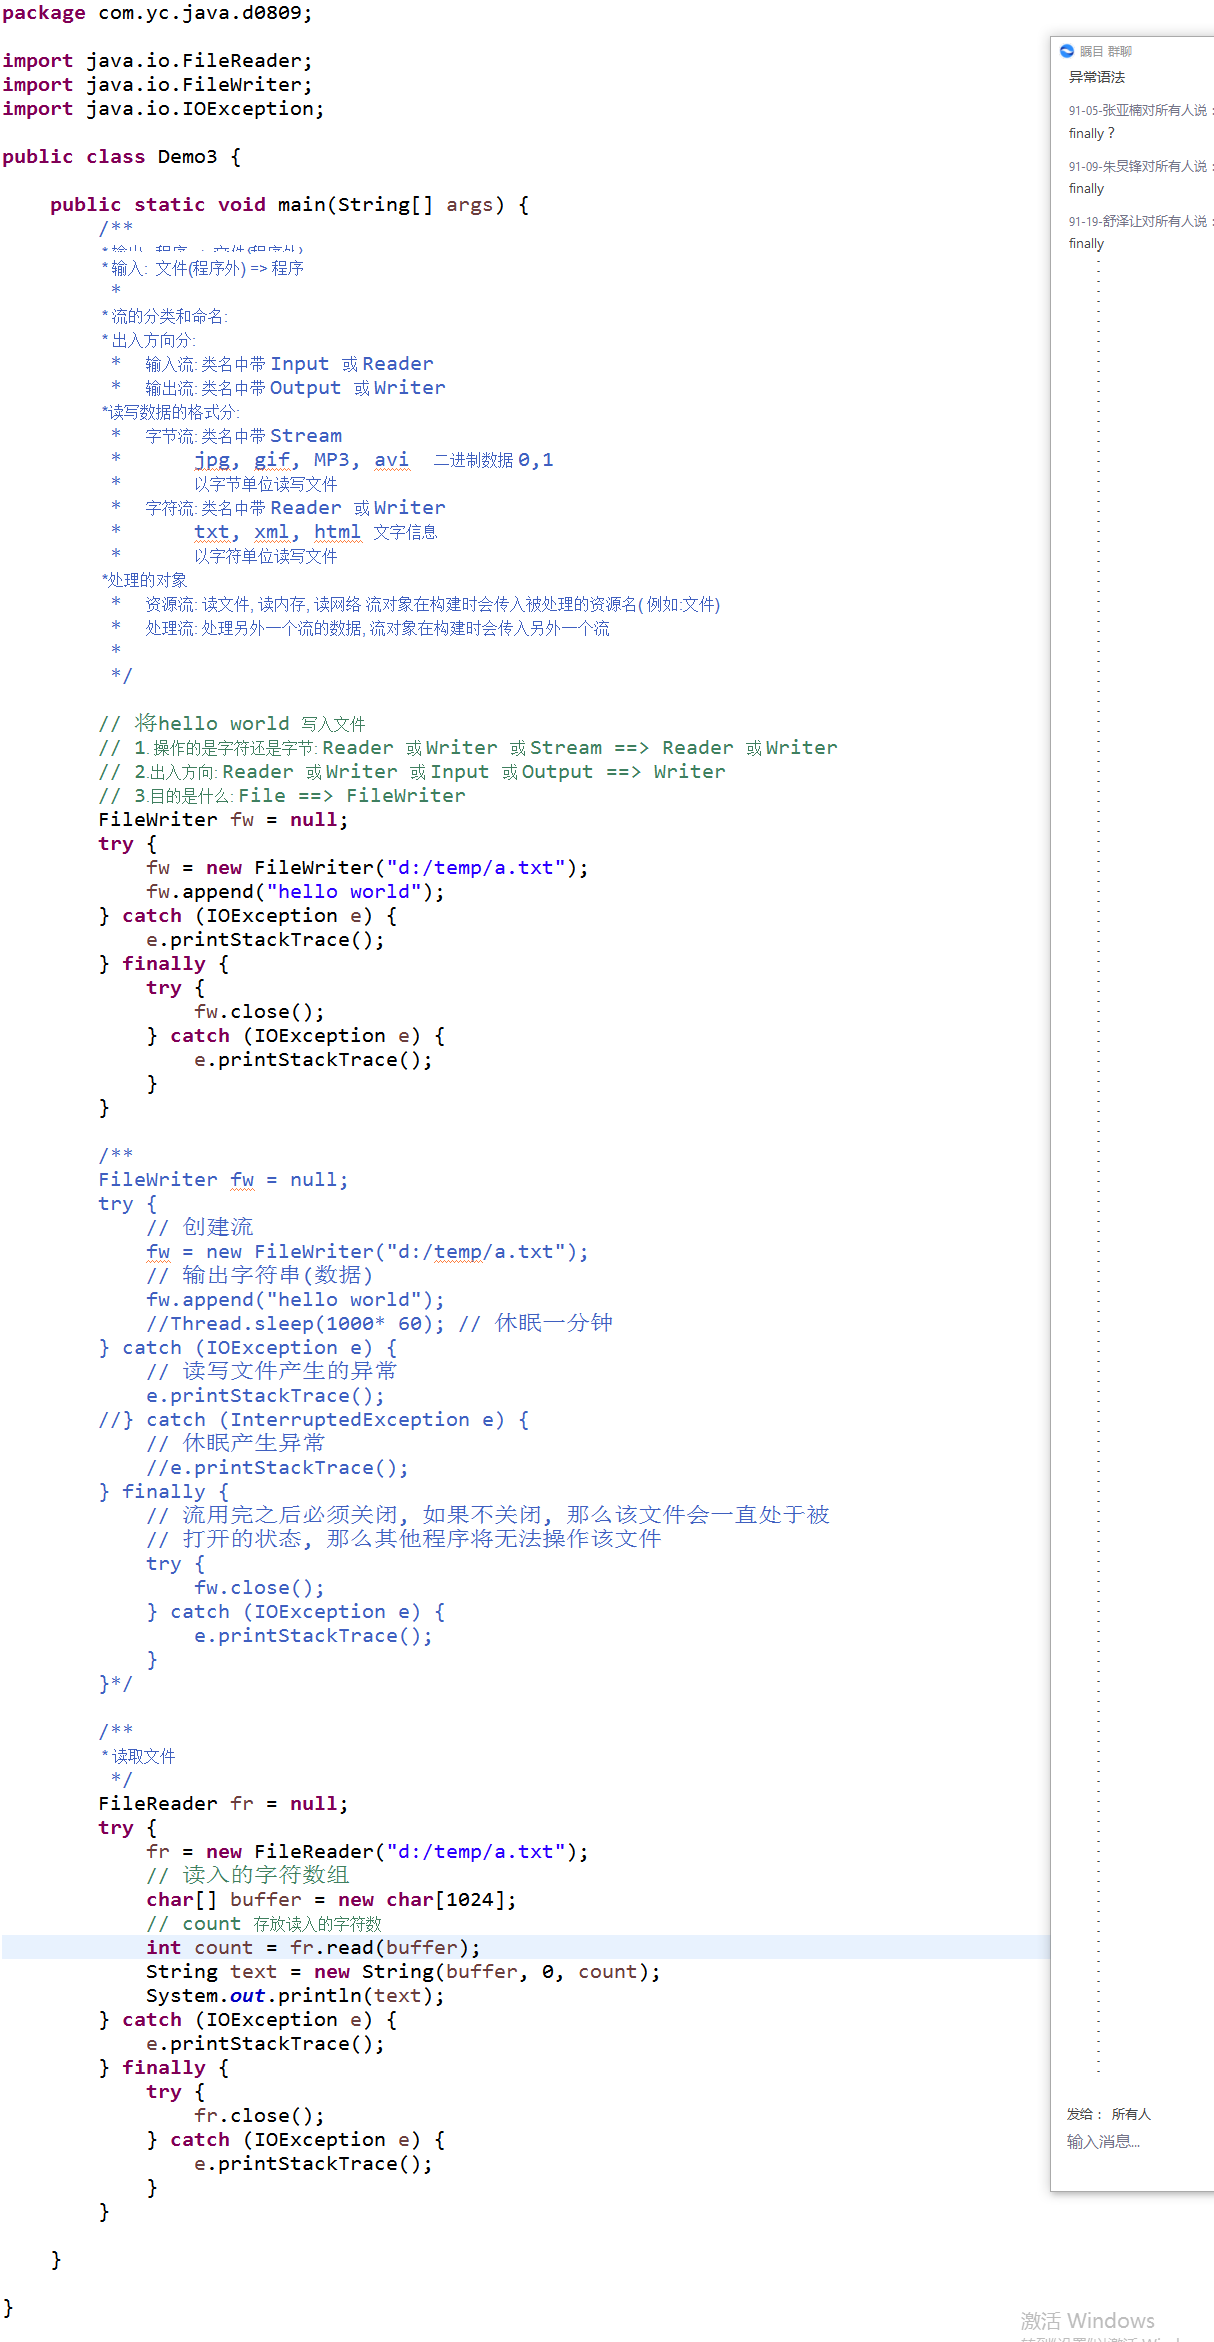 package com.yc.java.d0809;
import java.io.FileReader;
import java.io.FileWriter;
import java.io.IOException;
public class Demo3 {
public static void main(String[] args) {
/**
*输入: 文件(程序外) => 程序
*
*流的分类和命名:
*出入方向分:
* 输入流: 类名中带 Input 或 Reader
* 输出流: 类名中带 Output 或 Writer
*读写数据的格式分:
* 字节流: 类名中带 Stream
* jpg, gif, MP3, avi 二进制数据 0,1
* 以字节单位读写文件
* 字符流: 类名中带 Reader 或 Writer
* txt, xml, html 文字信息
* 以字符单位读写文件
*处理的对象
* 资源流: 读文件, 读内存, 读网络 流对象在构建时会传入被处理的资源名( 例如:文件)
* 处理流: 处理另外一个流的数据, 流对象在构建时会传入另外一个流
*
*/
// 将hello world 写入文件
// 1. 操作的是字符还是字节: Reader 或 Writer 或 Stream ==> Reader 或 Writer
// 2.出入方向: Reader 或 Writer 或 Input 或 Output ==> Writer
// 3.目的是什么: File ==> FileWriter
FileWriter fw = null;
try {
fw = new FileWriter("d:/temp/a.txt");
fw.append("hello world");
} catch (IOException e) {
e.printStackTrace();
} finally {
try {
fw.close();
} catch (IOException e) {
e.printStackTrace();
}
}
/**
FileWriter fw = null;
try {
// 创建流
fw = new FileWriter("d:/temp/a.txt");
// 输出字符串(数据)
fw.append("hello world");
//Thread.sleep(1000* 60); // 休眠一分钟
} catch (IOException e) {
// 读写文件产生的异常
e.printStackTrace();
//} catch (InterruptedException e) {
// 休眠产生异常
//e.printStackTrace();
} finally {
// 流用完之后必须关闭, 如果不关闭, 那么该文件会一直处于被
// 打开的状态, 那么其他程序将无法操作该文件
try {
fw.close();
} catch (IOException e) {
e.printStackTrace();
}
}*/
/**
*读取文件
*/
FileReader fr = null;
try {
fr = new FileReader("d:/temp/a.txt");
// 读入的字符数组
char[] buffer = new char[1024];
// count 存放读入的字符数
int count = fr.read(buffer);
String text = new String(buffer, 0, count);
System.out.println(text);
} catch (IOException e) {
e.printStackTrace();
} finally {
try {
fr.close();
} catch (IOException e) {
e.printStackTrace();
}
}
}
}
瞩目 群聊
异常语法
91-05-张亚楠对所有人说：
finally？
91-09-朱炅锋对所有人说：
finally
91-19-舒泽让对所有人说：
finally
发给： 所有人
输入消息...
激活 Windows